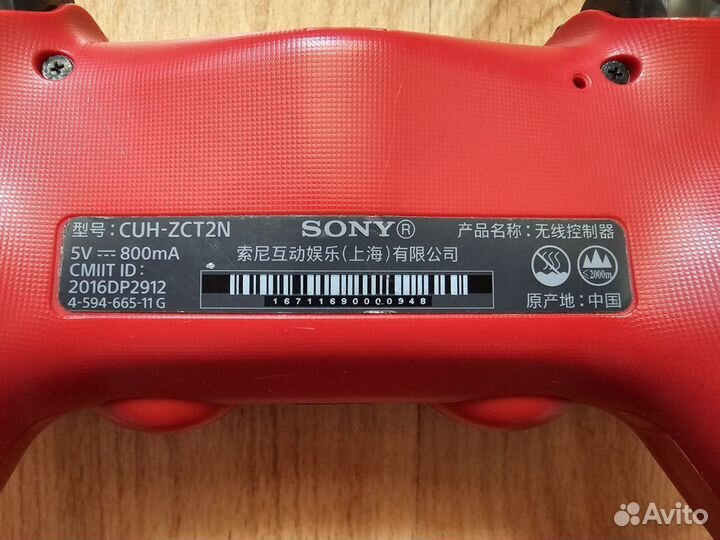 型号: CUH-ZCT2N
5V ⎓ 800mA
CMIIT ID :
2016DP2912
4-594-665-11 G
SONY®
索尼互动娱乐(上海)有限公司
16711690000948
产品名称: 无线控制器
≤2000m
原产地: 中国
Avito